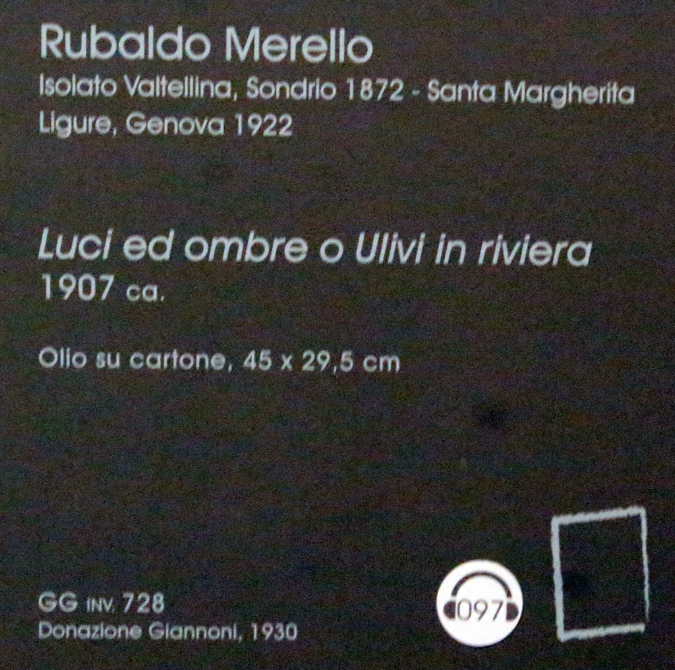 Rubaldo Merello
Isolato Valtellina, Sondrio 1872 - Santa Margherita
Ligure, Genova 1922
Luci ed ombre o Ulivi in riviera
1907 ca.
Olio su cartone, 45 x 29,5 cm
GG INV. 728
Donazione Giannoni, 1930
097